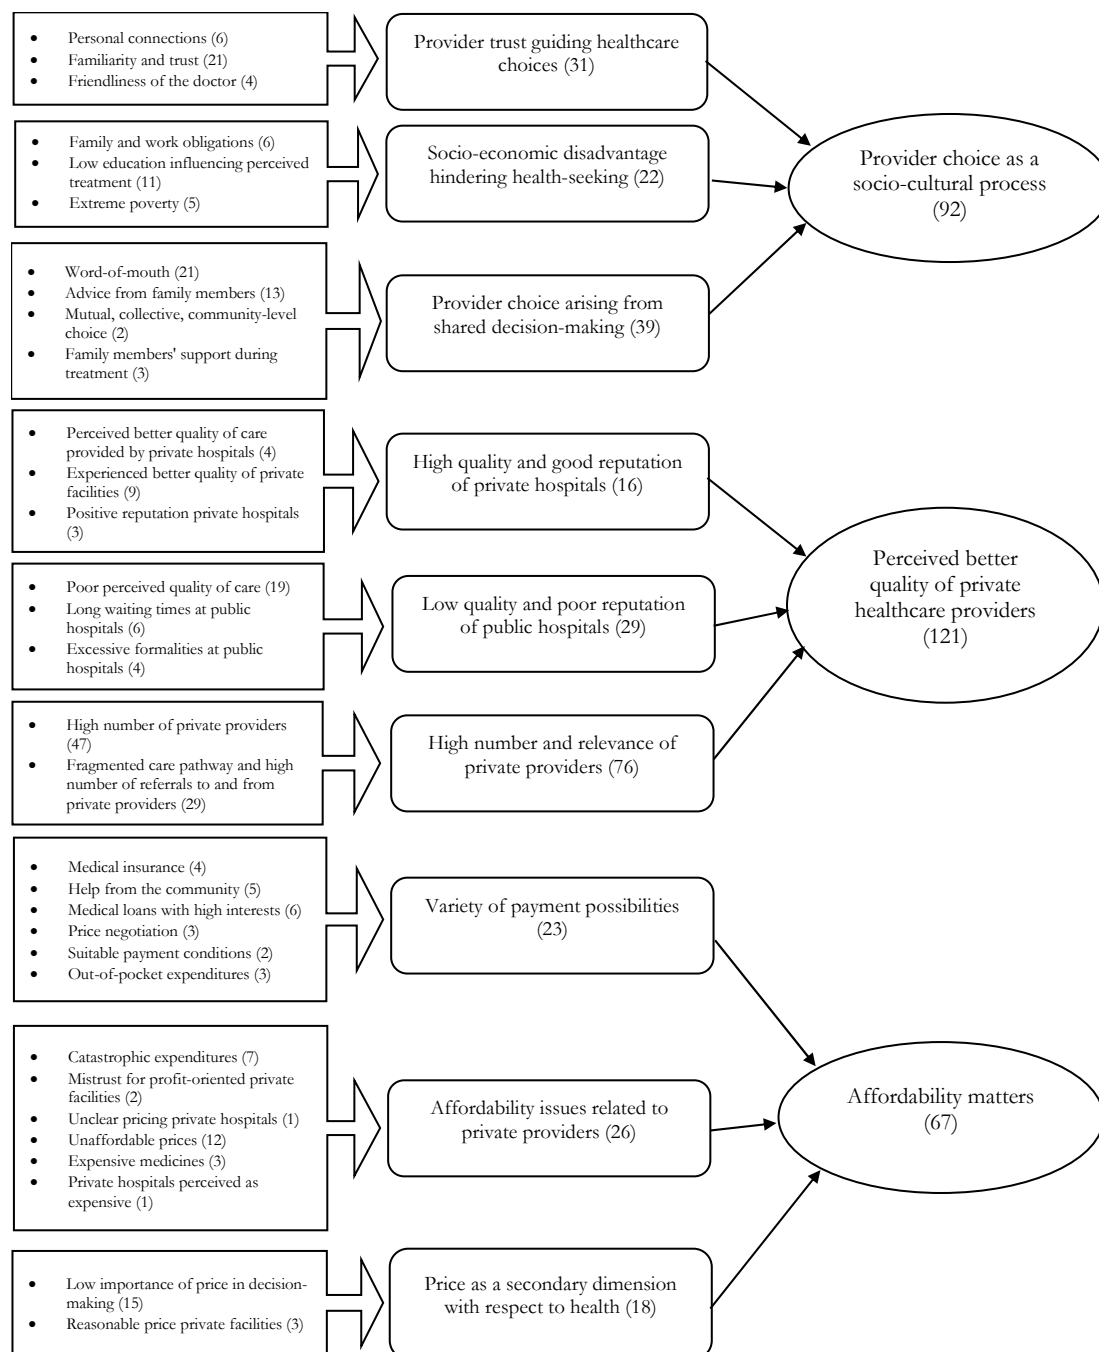 • Personal connections (6)
• Familiarity and trust (21)
• Friendliness of the doctor (4)
Provider trust guiding healthcare
choices (31)
• Family and work obligations (6)
• Low education influencing perceived
treatment (11)
• Extreme poverty (5)
Socio-economic disadvantage
hindering health-seeking (22)
• Word-of-mouth (21)
• Advice from family members (13)
• Mutual, collective, community-level
choice (2)
• Family members' support during
treatment (3)
Provider choice arising from
shared decision-making (39)
Provider choice as a
socio-cultural process
(92)
• Perceived better quality of care
provided by private hospitals (4)
• Experienced better quality of private
facilities (9)
• Positive reputation private hospitals
(3)
High quality and good reputation
of private hospitals (16)
• Poor perceived quality of care (19)
• Long waiting times at public
hospitals (6)
• Excessive formalities at public
hospitals (4)
Low quality and poor reputation
of public hospitals (29)
• High number of private providers
(47)
• Fragmented care pathway and high
number of referrals to and from
private providers (29)
High number and relevance of
private providers (76)
Perceived better
quality of private
healthcare providers
(121)
• Medical insurance (4)
• Help from the community (5)
• Medical loans with high interests (6)
• Price negotiation (3)
• Suitable payment conditions (2)
• Out-of-pocket expenditures (3)
Variety of payment possibilities
(23)
• Catastrophic expenditures (7)
• Mistrust for profit-oriented private
facilities (2)
• Unclear pricing private hospitals (1)
• Unaffordable prices (12)
• Expensive medicines (3)
• Private hospitals perceived as
expensive (1)
Affordability issues related to
private providers (26)
• Low importance of price in decision-
making (15)
• Reasonable price private facilities (3)
Price as a secondary dimension
with respect to health (18)
Affordability matters
(67)